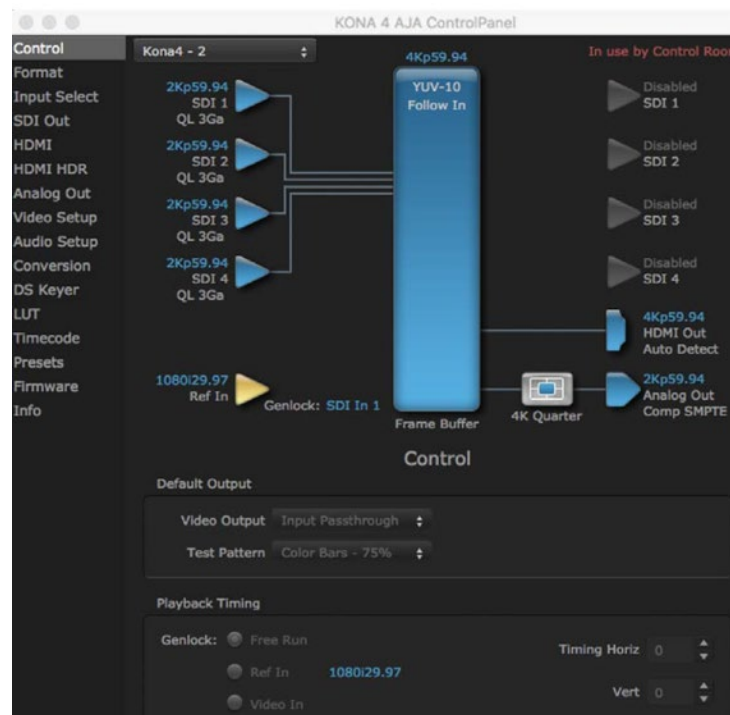 KONA 4 AJA ControlPanel
Control
Format
Input Select
SDI Out
HDMI
HDMI HDR
Analog Out
Video Setup
Audio Setup
Conversion
DS Keyer
LUT
Timecode
Presets
Firmware
Info
Kona4 - 2
4Kp59.94
In use by Control Roo
YUV-10
Follow In
2Kp59.94
SDI 1
QL 3Ga
2Kp59.94
SDI 2
QL 3Ga
2Kp59.94
SDI 3
QL 3Ga
2Kp59.94
SDI 4
QL 3Ga
1080i29.97
Ref In
Genlock: SDI In 1
Frame Buffer
4K Quarter
Disabled
SDI 1
Disabled
SDI 2
Disabled
SDI 3
Disabled
SDI 4
4Kp59.94
HDMI Out
Auto Detect
2Kp59.94
Analog Out
Comp SMPTE
Control
Default Output
Video Output Input Passthrough
Test Pattern Color Bars - 75%
Playback Timing
Genlock: Free Run
Ref In 1080i29.97
Video In
Timing Horiz 0
Vert 0